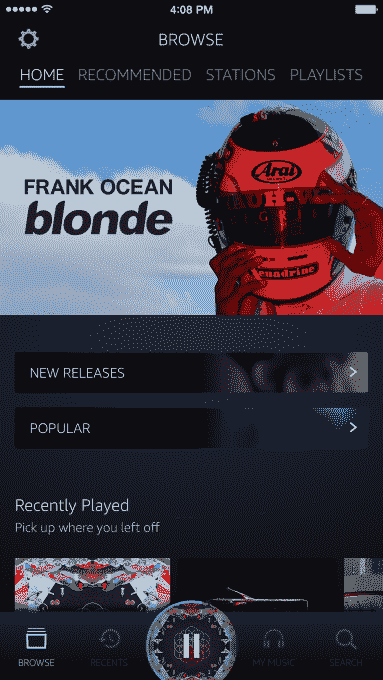 4:08 PM
BROWSE
HOME RECOMMENDED STATIONS PLAYLISTS
FRANK OCEAN
blonde
Arai
NEW RELEASES
POPULAR
Recently Played
Pick up where you left off
BROWSE RECENTS MY MUSIC SEARCH